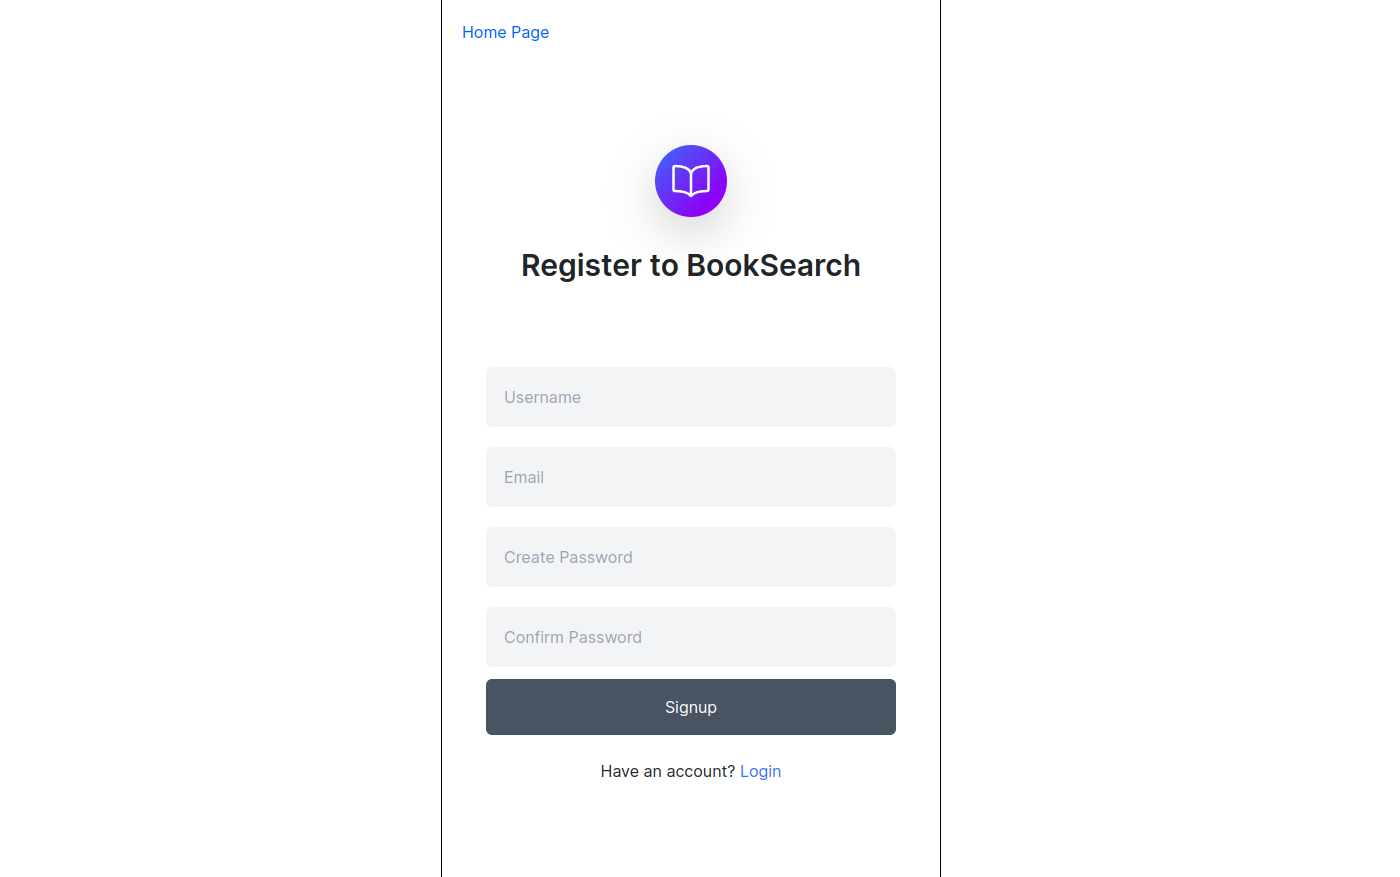 Home Page
Register to BookSearch
Username
Email
Create Password
Confirm Password
Signup
Have an account? Login